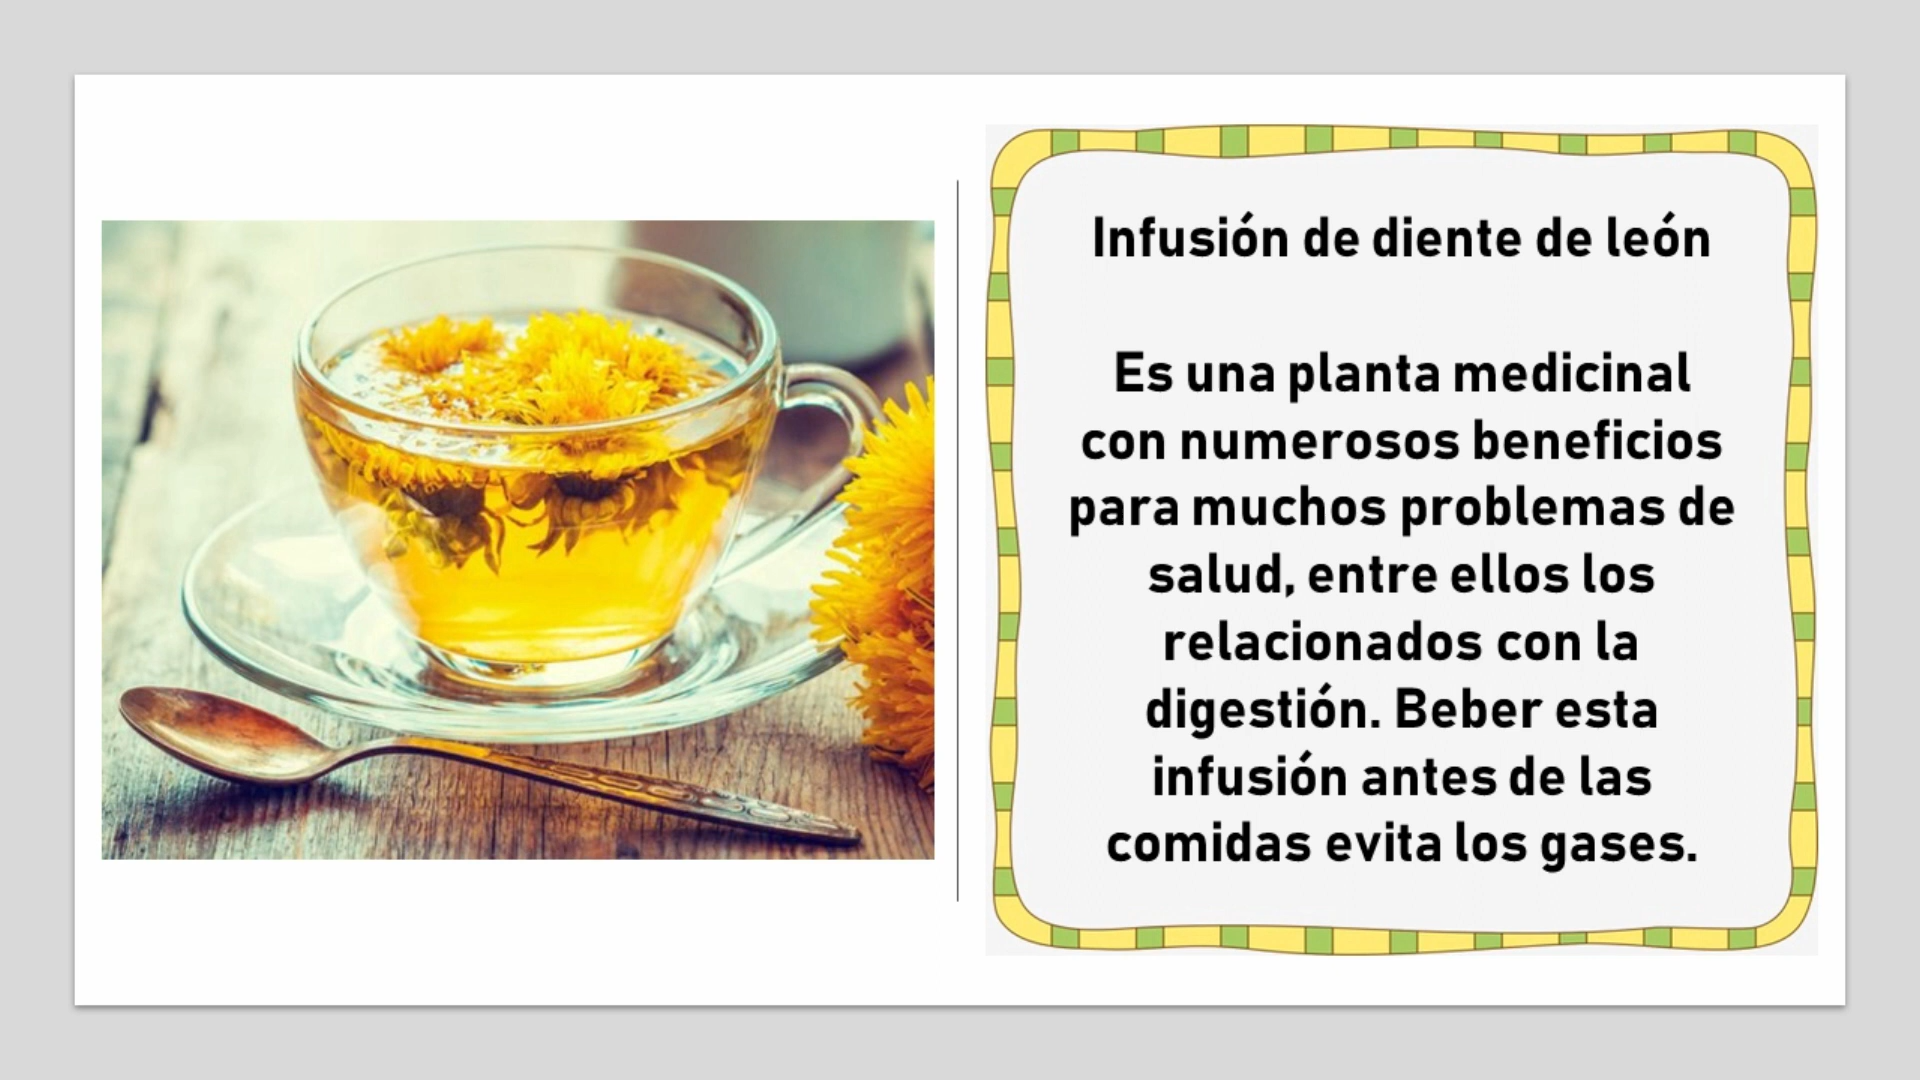 Infusión de diente de león
Es una planta medicinal
con numerosos beneficios
para muchos problemas de
salud, entre ellos los
relacionados con la
digestión. Beber esta
infusión antes de las
comidas evita los gases.